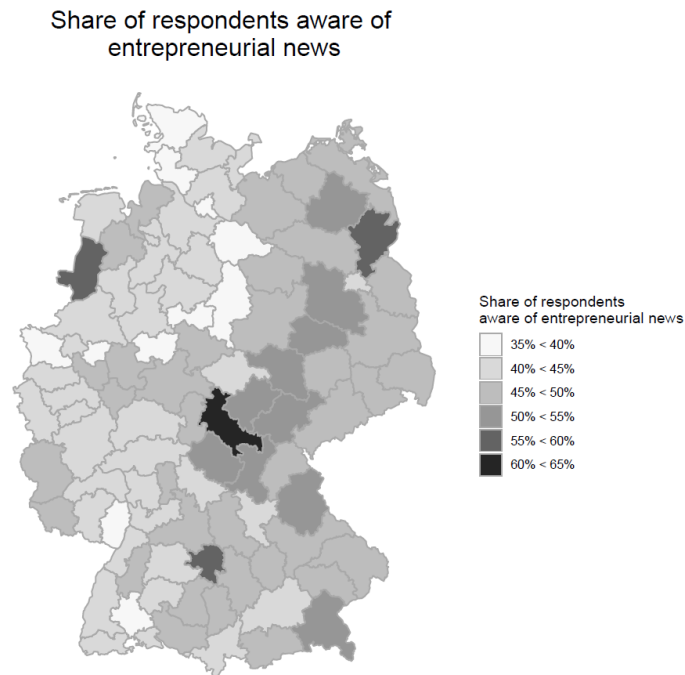 Share of respondents aware of
entrepreneurial news
Share of respondents
aware of entrepreneurial news
35% < 40%
40% < 45%
45% < 50%
50% < 55%
55% < 60%
60% < 65%